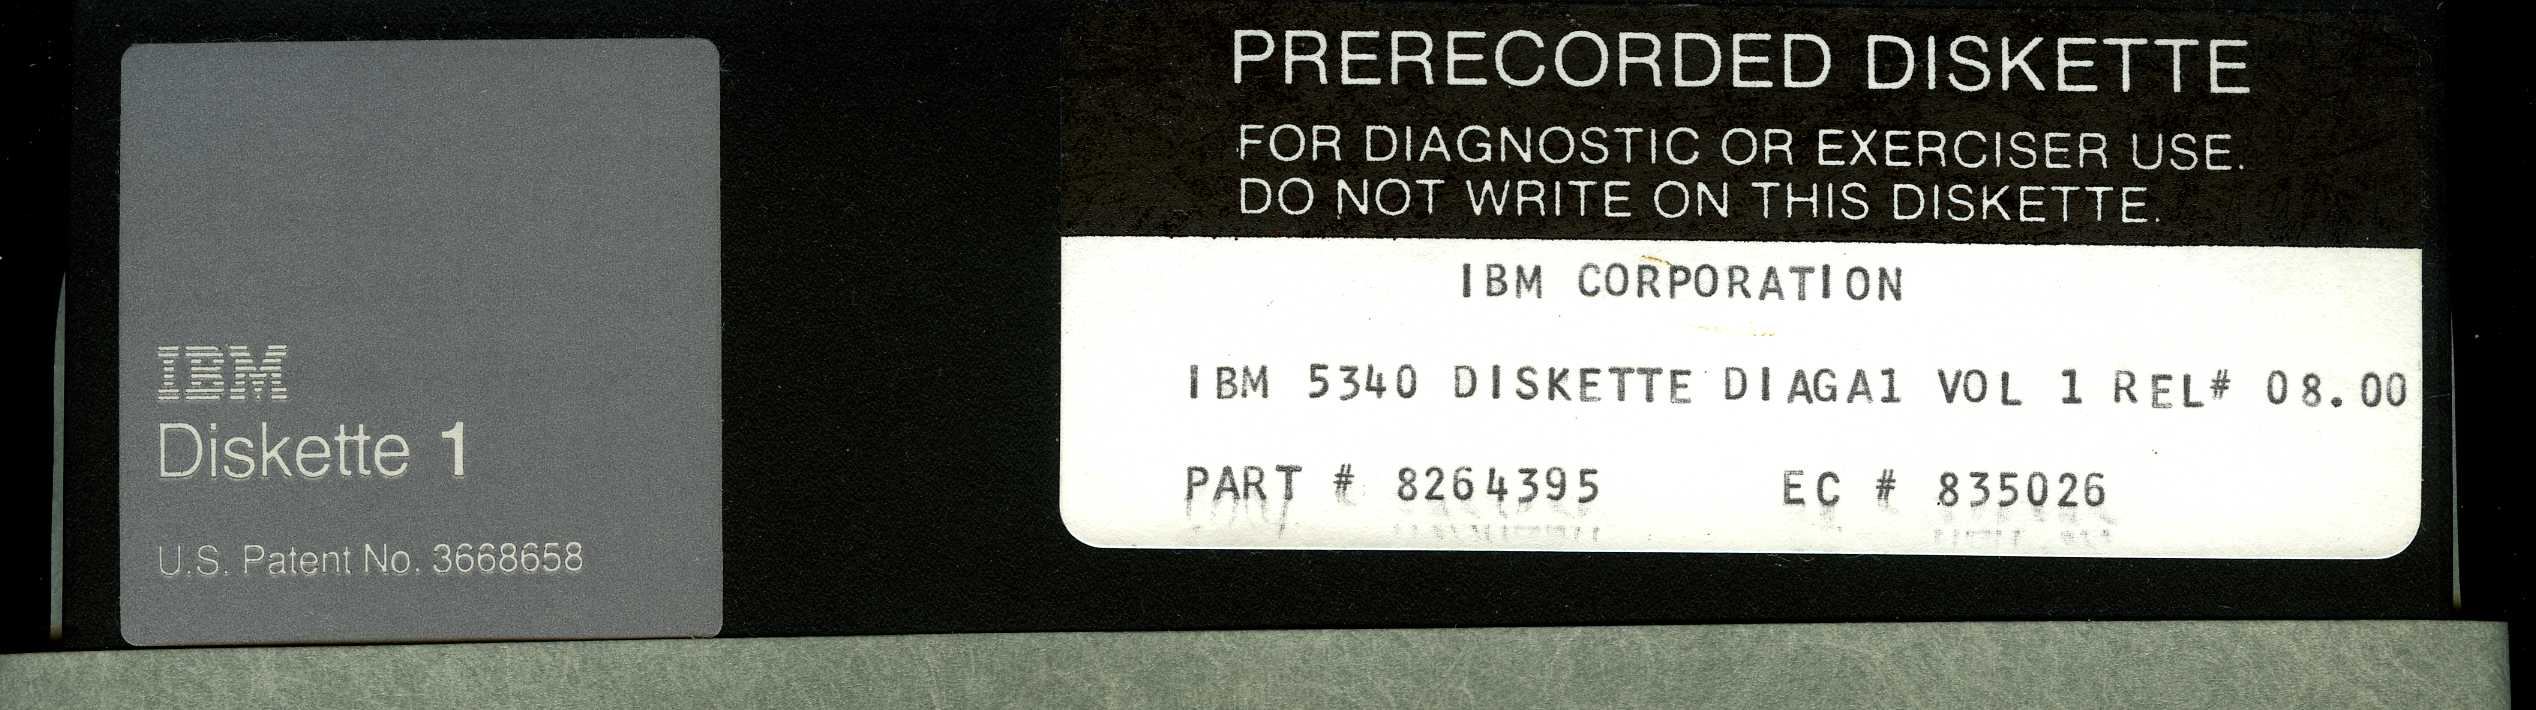 IBM
Diskette 1
U.S. Patent No. 3668658
PRERECORDED DISKETTE
FOR DIAGNOSTIC OR EXERCISER USE.
DO NOT WRITE ON THIS DISKETTE.
IBM CORPORATION
IBM 5340 DISKETTE DIAGA1 VOL 1 REL# 08.00
PART # 8264395 EC # 835026